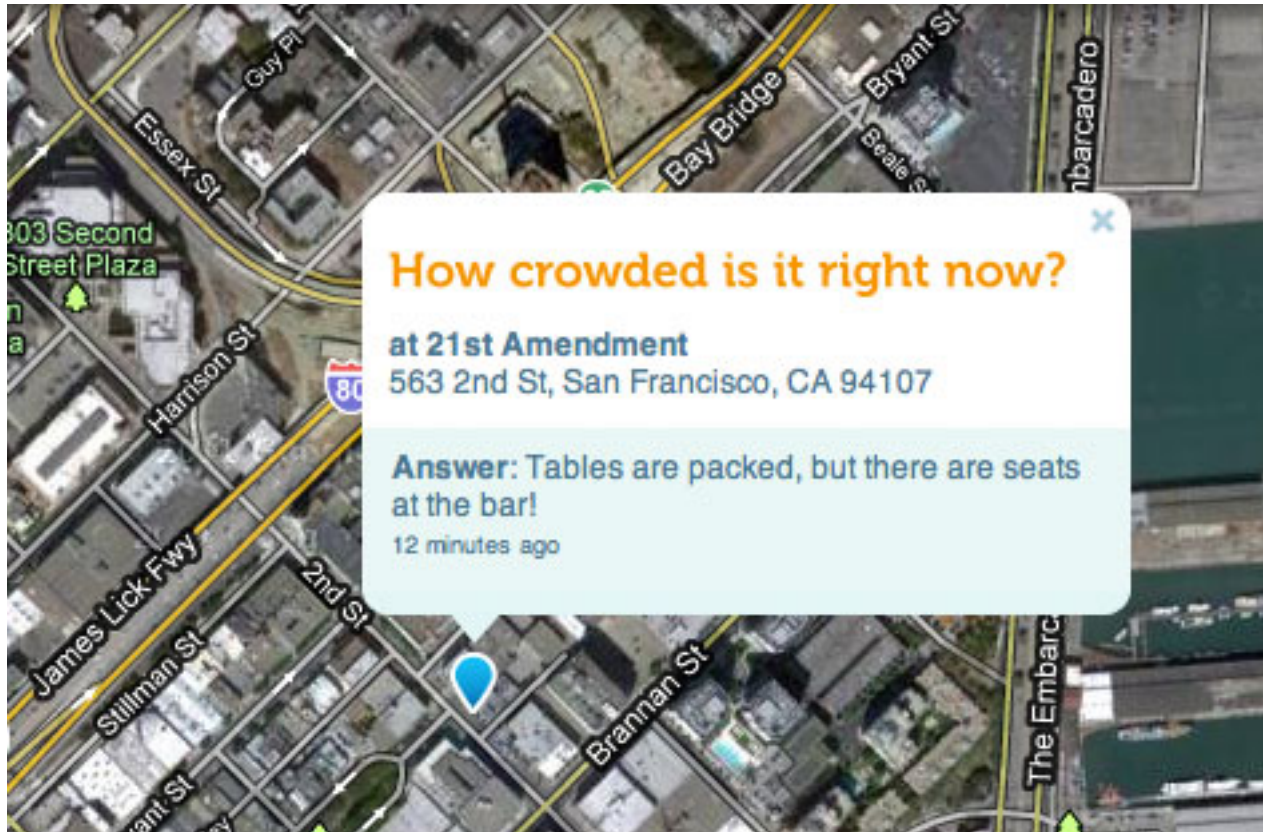 Guy Pl
Essex St
Bay Bridge
Bryant St
Beale
mbarcadero
303 Second
Street Plaza
n
a
Harrison St
80
How crowded is it right now?
at 21st Amendment
563 2nd St, San Francisco, CA 94107
Answer: Tables are packed, but there are seats
at the bar!
12 minutes ago
James Lick Fwy
2nd St
Stillman St
Brannan St
The Embarc
ant St